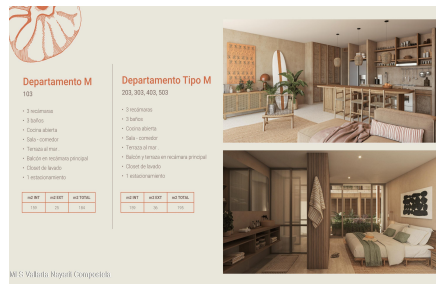 Departamento M
103
• 3 recámaras
• 3 baños
• Cocina abierta
• Sala - comedor
• Terraza al mar
• Balcón en recámara principal
• Closet de lavado
• 1 estacionamiento
m2 INT m2 EXT m2 TOTAL
Departamento Tipo M
203, 303, 403, 503
• 3 recámaras
• 3 baños
• Cocina abierta
• Sala - comedor
• Terraza al mar
• Balcón y terraza en recámara principal
• Closet de lavado
• 1 estacionamiento
m2 INT m2 EXT m2 TOTAL
MLS Vallarta Nayarit Compostela